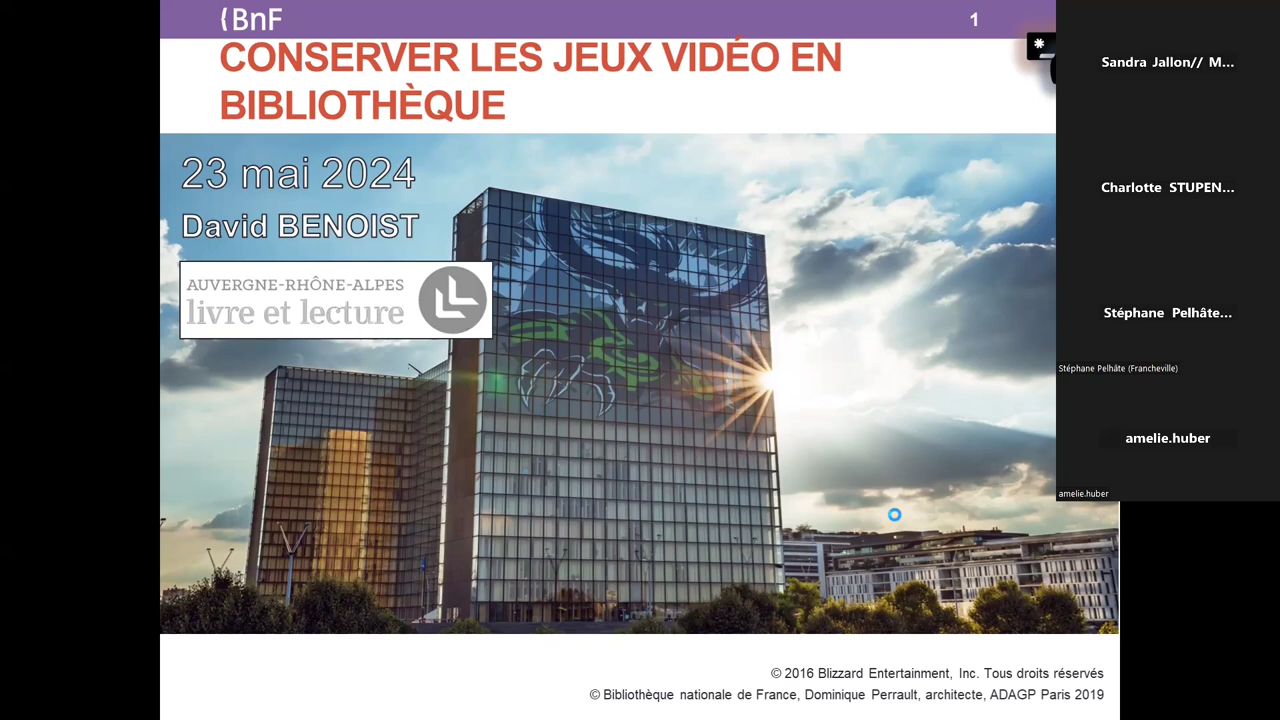 BnF
1
CONSERVER LES JEUX VIDÉO EN
BIBLIOTHÈQUE
23 mai 2024
David BENOIST
AUVERGNE-RHÔNE-ALPES
livre et lecture
© 2016 Blizzard Entertainment, Inc. Tous droits réservés
© Bibliothèque nationale de France, Dominique Perrault, architecte, ADAGP Paris 2019
Sandra Jallon// M...
Charlotte STUPEN...
Stéphane Pelhâte...
Stéphane Pelhâte (Francheville)
amelie.huber
amelie.huber